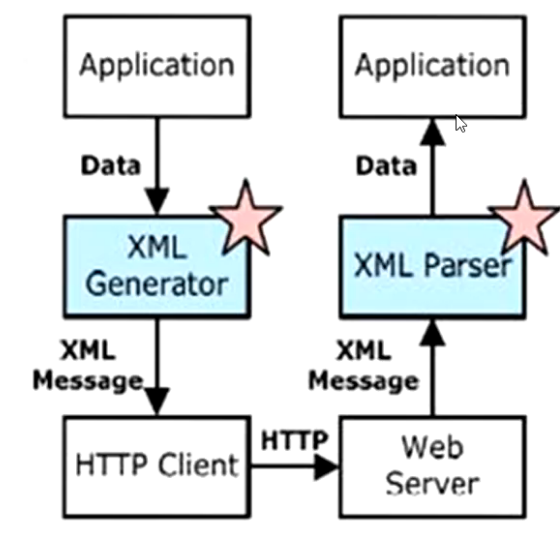 Application
Application
Data
Data
XML
Generator
XML Parser
XML
Message
XML
Message
HTTP Client
HTTP
Web
Server